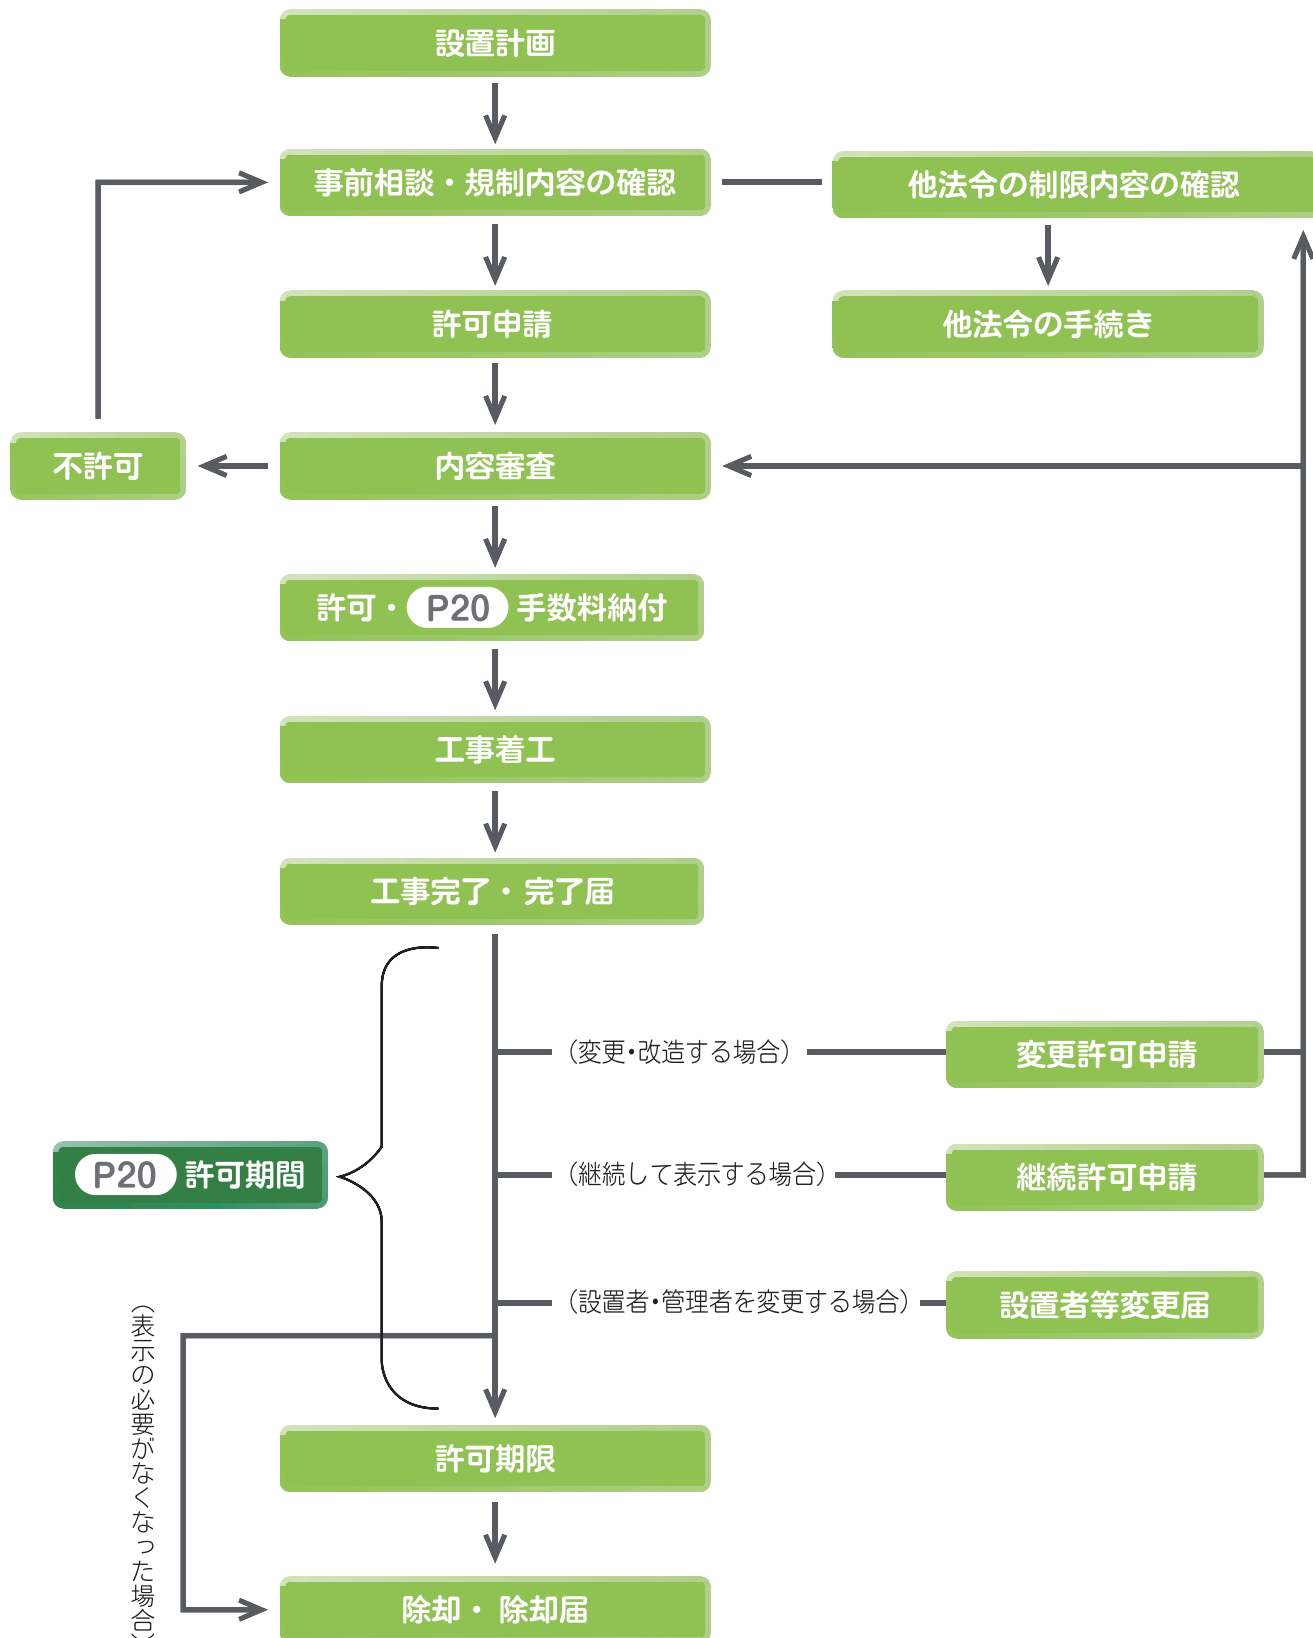 設置計画
事前相談・規制内容の確認
他法令の制限内容の確認
許可申請
他法令の手続き
不許可
内容審査
許可・P20手数料納付
工事着工
工事完了・完了届
（変更・改造する場合）
変更許可申請
P20許可期間
（継続して表示する場合）
継続許可申請
（設置者・管理者を変更する場合）
設置者等変更届
（表示の必要がなくなった場合）
許可期限
除却・除却届